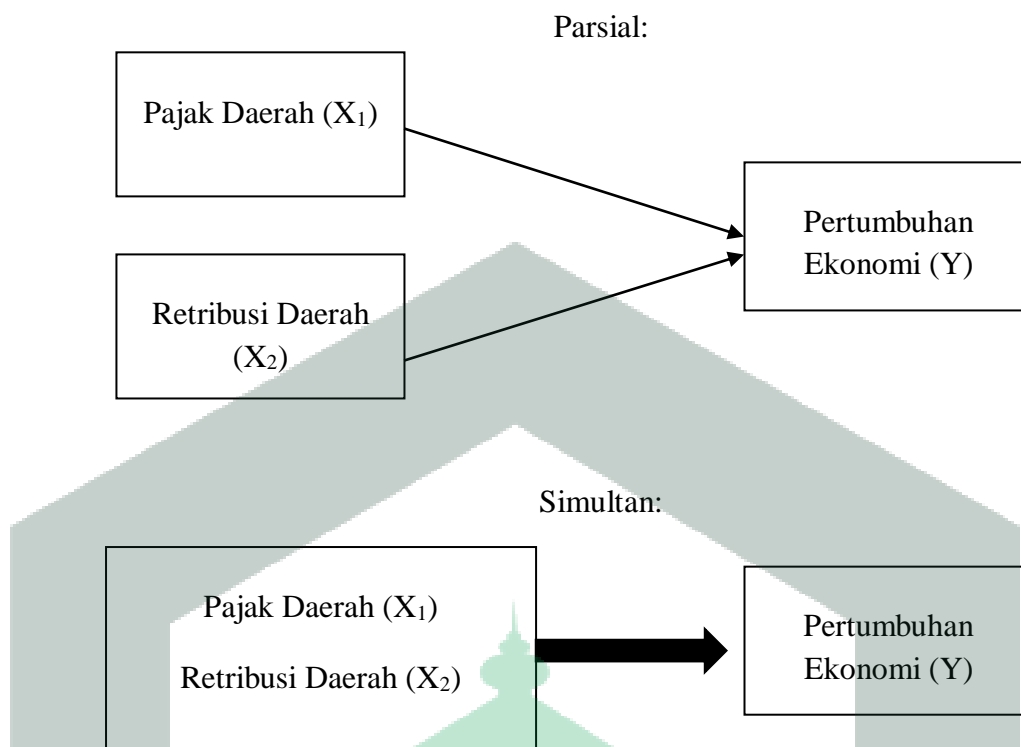 Parsial:
Pajak Daerah (X₁)
Pertumbuhan
Ekonomi (Y)
Retribusi Daerah
(X₂)
Simultan:
Pajak Daerah (X₁)
Retribusi Daerah (X₂)
Pertumbuhan
Ekonomi (Y)